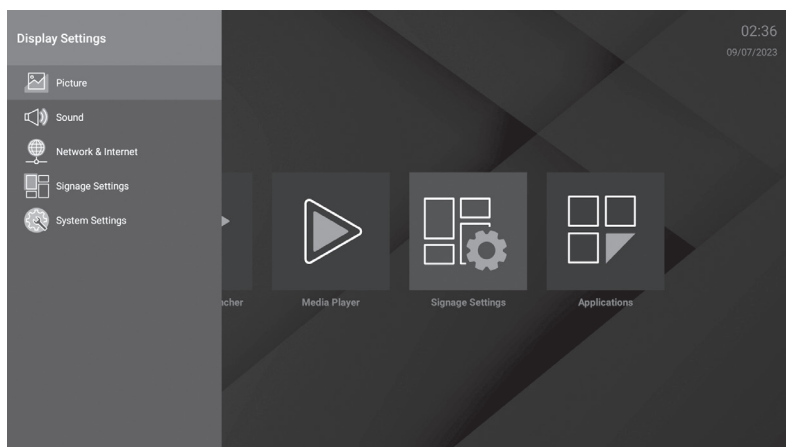 Display Settings
02:36
09/07/2023
Picture
Sound
Network & Internet
Signage Settings
System Settings
ncher
Media Player
Signage Settings
Applications